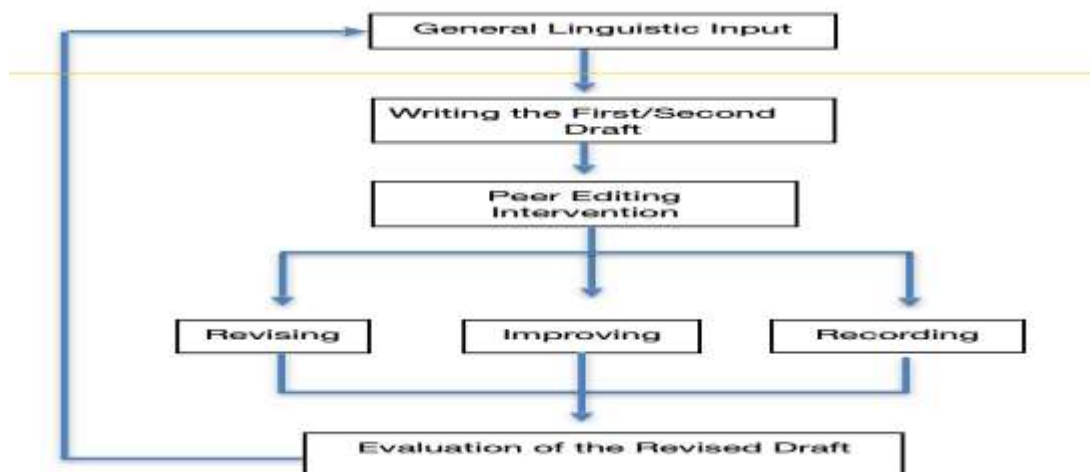 General Linguistic Input
Writing the First/Second
Draft
Peer Editing
Intervention
Revising
Improving
Recording
Evaluation of the Revised Draft